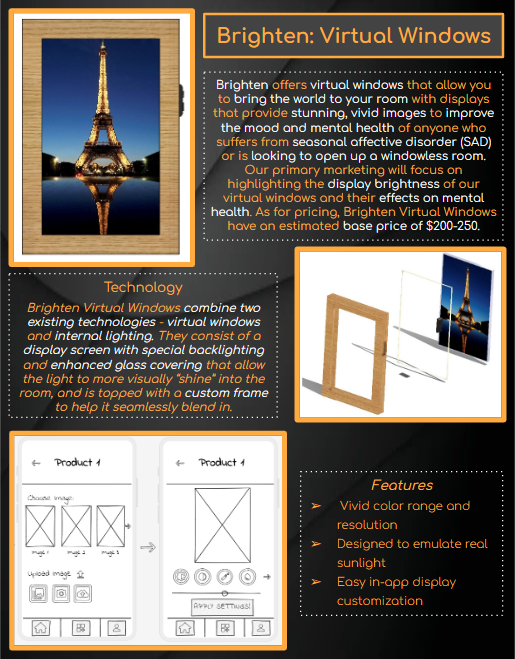 Brighten: Virtual Windows
Brighten offers virtual windows that allow you
to bring the world to your room with displays
that provide stunning, vivid images to improve
the mood and mental health of anyone who
suffers from seasonal affective disorder (SAD)
or is looking to open up a windowless room.
Our primary marketing will focus on
highlighting the display brightness of our
virtual windows and their effects on mental
health. As for pricing, Brighten Virtual Windows
have an estimated base price of $200-250.
Technology
Brighten Virtual Windows combine two
existing technologies - virtual windows
and internal lighting. They consist of a
display screen with special backlighting
and enhanced glass covering that allow
the light to more visually "shine" into the
room, and is topped with a custom frame
to help it seamlessly blend in.
Product 1
Choose Image
Image 1 Image 2 Image 3
Upload Image
Product 1
APPLY SETTINGS!
Features
➢ Vivid color range and
resolution
➢ Designed to emulate real
sunlight
➢ Easy in-app display
customization